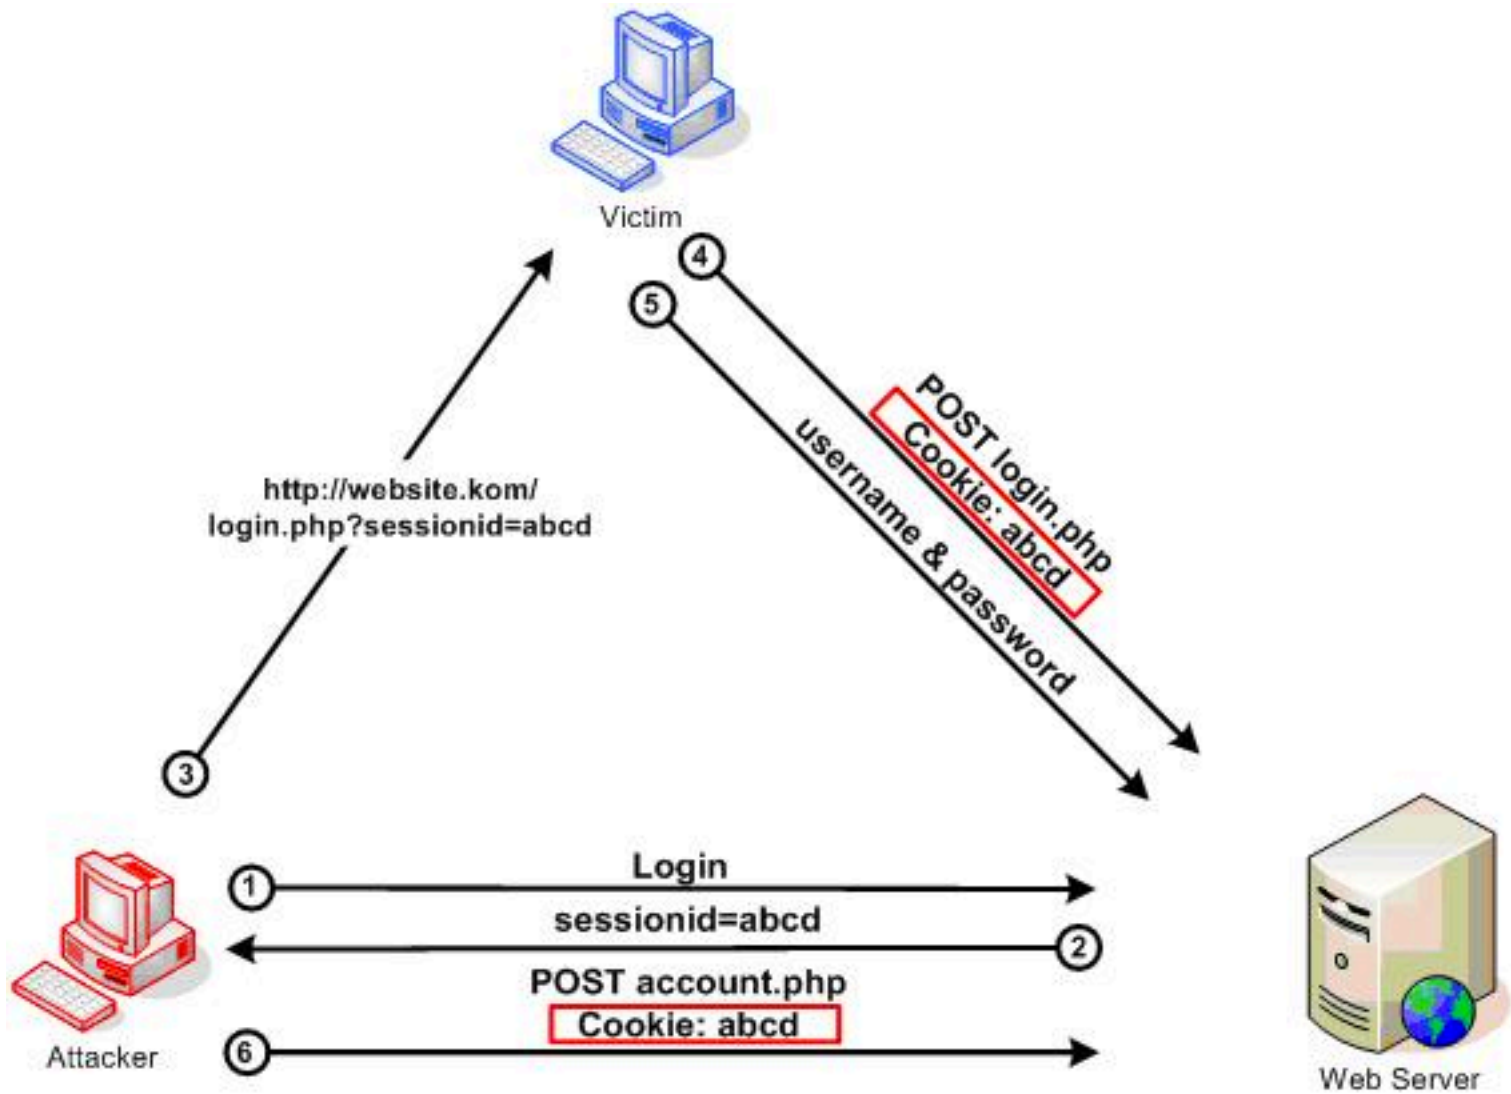 Victim
4
5
POST login.php
Cookie: abcd
username & password
http://website.kom/
login.php?sessionid=abcd
3
1
Login
sessionid=abcd
2
POST account.php
Cookie: abcd
6
Attacker
Web Server